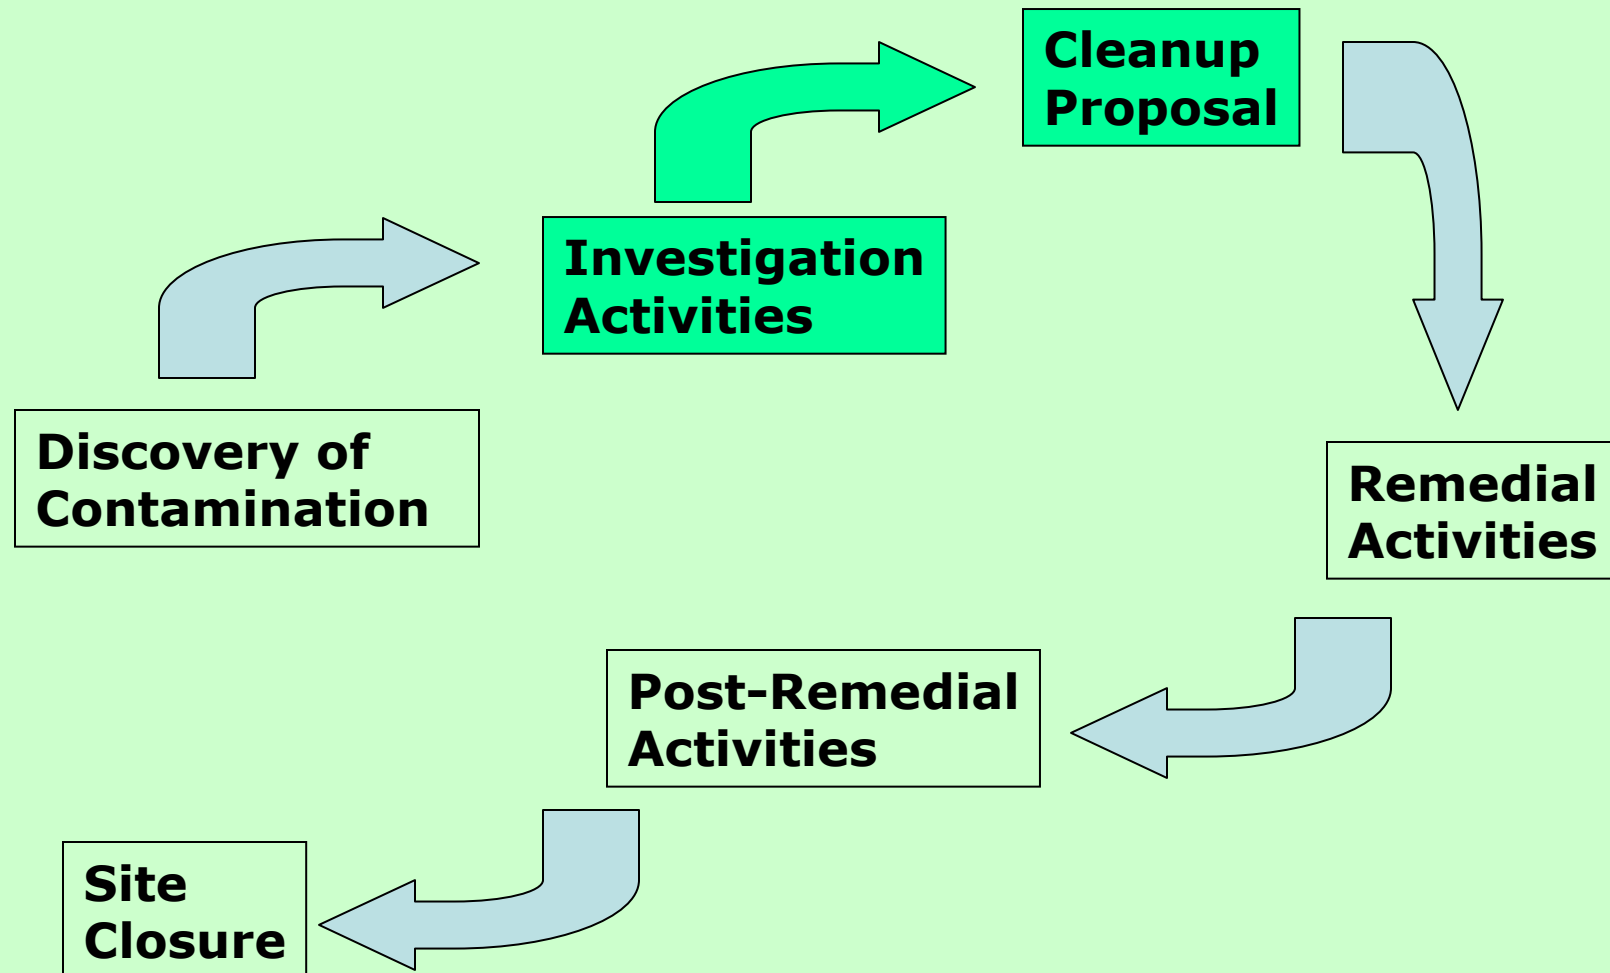 Discovery of
Contamination
Investigation
Activities
Cleanup
Proposal
Remedial
Activities
Post-Remedial
Activities
Site
Closure